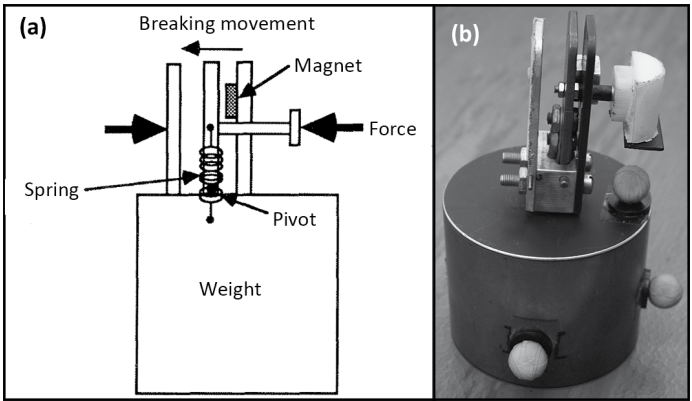 (a)
Breaking movement
Magnet
Force
Spring
Pivot
Weight
(b)